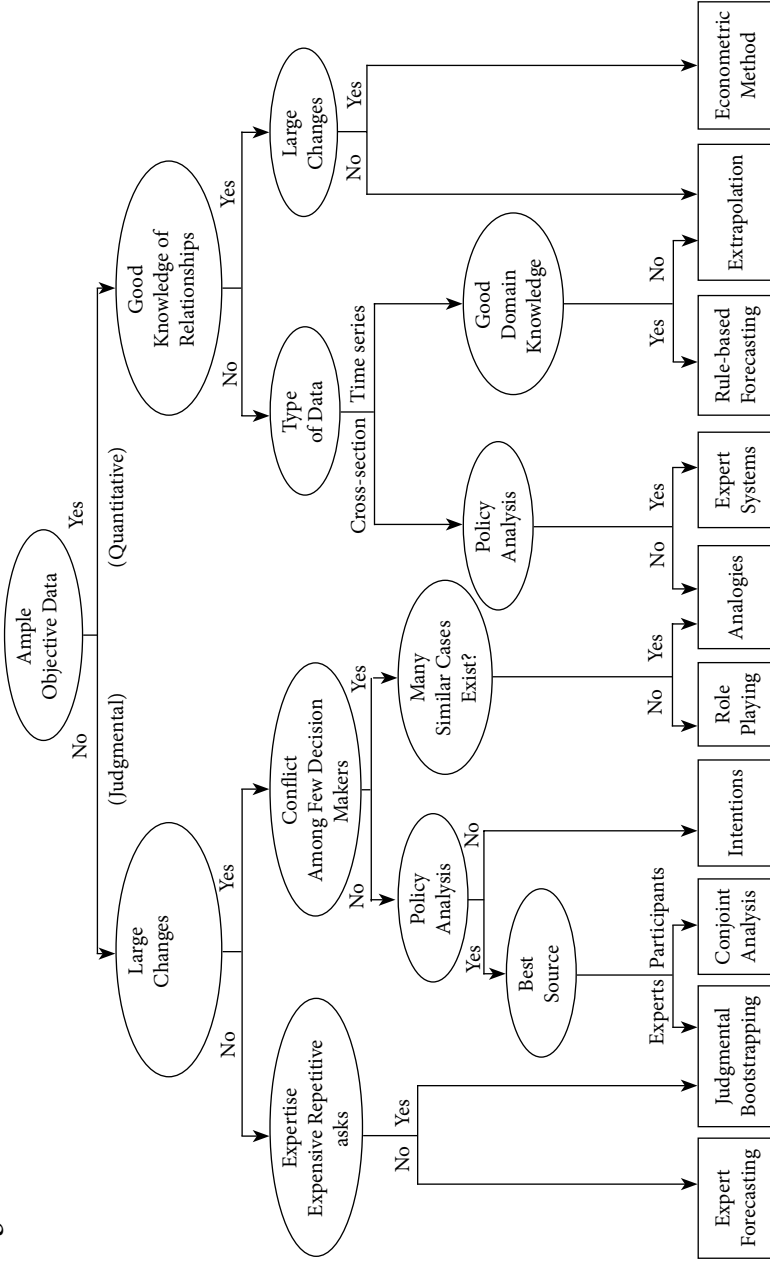 Ample
Objective Data
No
Yes
(Judgmental)
(Quantitative)
Large
Changes
Good
Knowledge of
Relationships
No
Yes
No
Yes
Expertise
Expensive Repetitive
asks
Conflict
Among Few Decision
Makers
Type
of Data
Large
Changes
No
Yes
No
Yes
Cross-section
Time series
No
Yes
Policy
Analysis
Many
Similar Cases
Exist?
Policy
Analysis
Good
Domain
Knowledge
Yes
No
Best
Source
Experts
Participants
No
Yes
No
Yes
Yes
No
Expert
Forecasting
Judgmental
Bootstrapping
Conjoint
Analysis
Intentions
Role
Playing
Analogies
Expert
Systems
Rule-based
Forecasting
Extrapolation
Econometric
Method